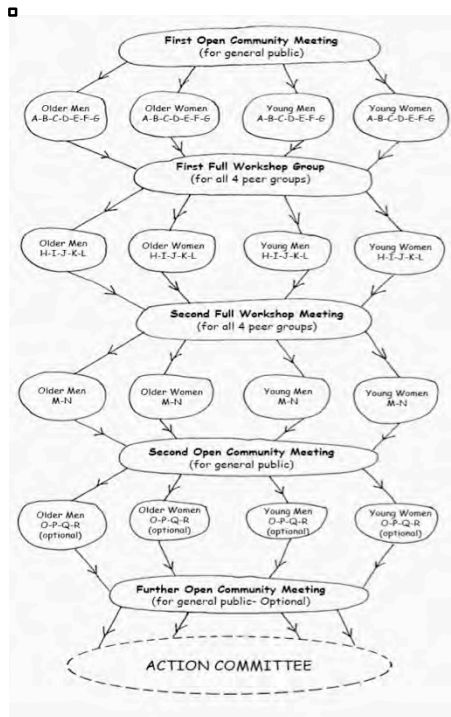 First Open Community Meeting
(for general public)
Older Men
A-B-C-D-E-F-G
Older Women
A-B-C-D-E-F-G
Young Men
A-B-C-D-E-F-G
Young Women
A-B-C-D-E-F-G
First Full Workshop Group
(for all 4 peer groups)
Older Men
H-I-J-K-L
Older Women
H-I-J-K-L
Young Men
H-I-J-K-L
Young Women
H-I-J-K-L
Second Full Workshop Meeting
(for all 4 peer groups)
Older Men
M-N
Older Women
M-N
Young Men
M-N
Young Women
M-N
Second Open Community Meeting
(for general public)
Older Men
O-P-Q-R
(optional)
Older Women
O-P-Q-R
(optional)
Young Men
O-P-Q-R
(optional)
Young Women
O-P-Q-R
(optional)
Further Open Community Meeting
(for general public- Optional)
ACTION COMMITTEE